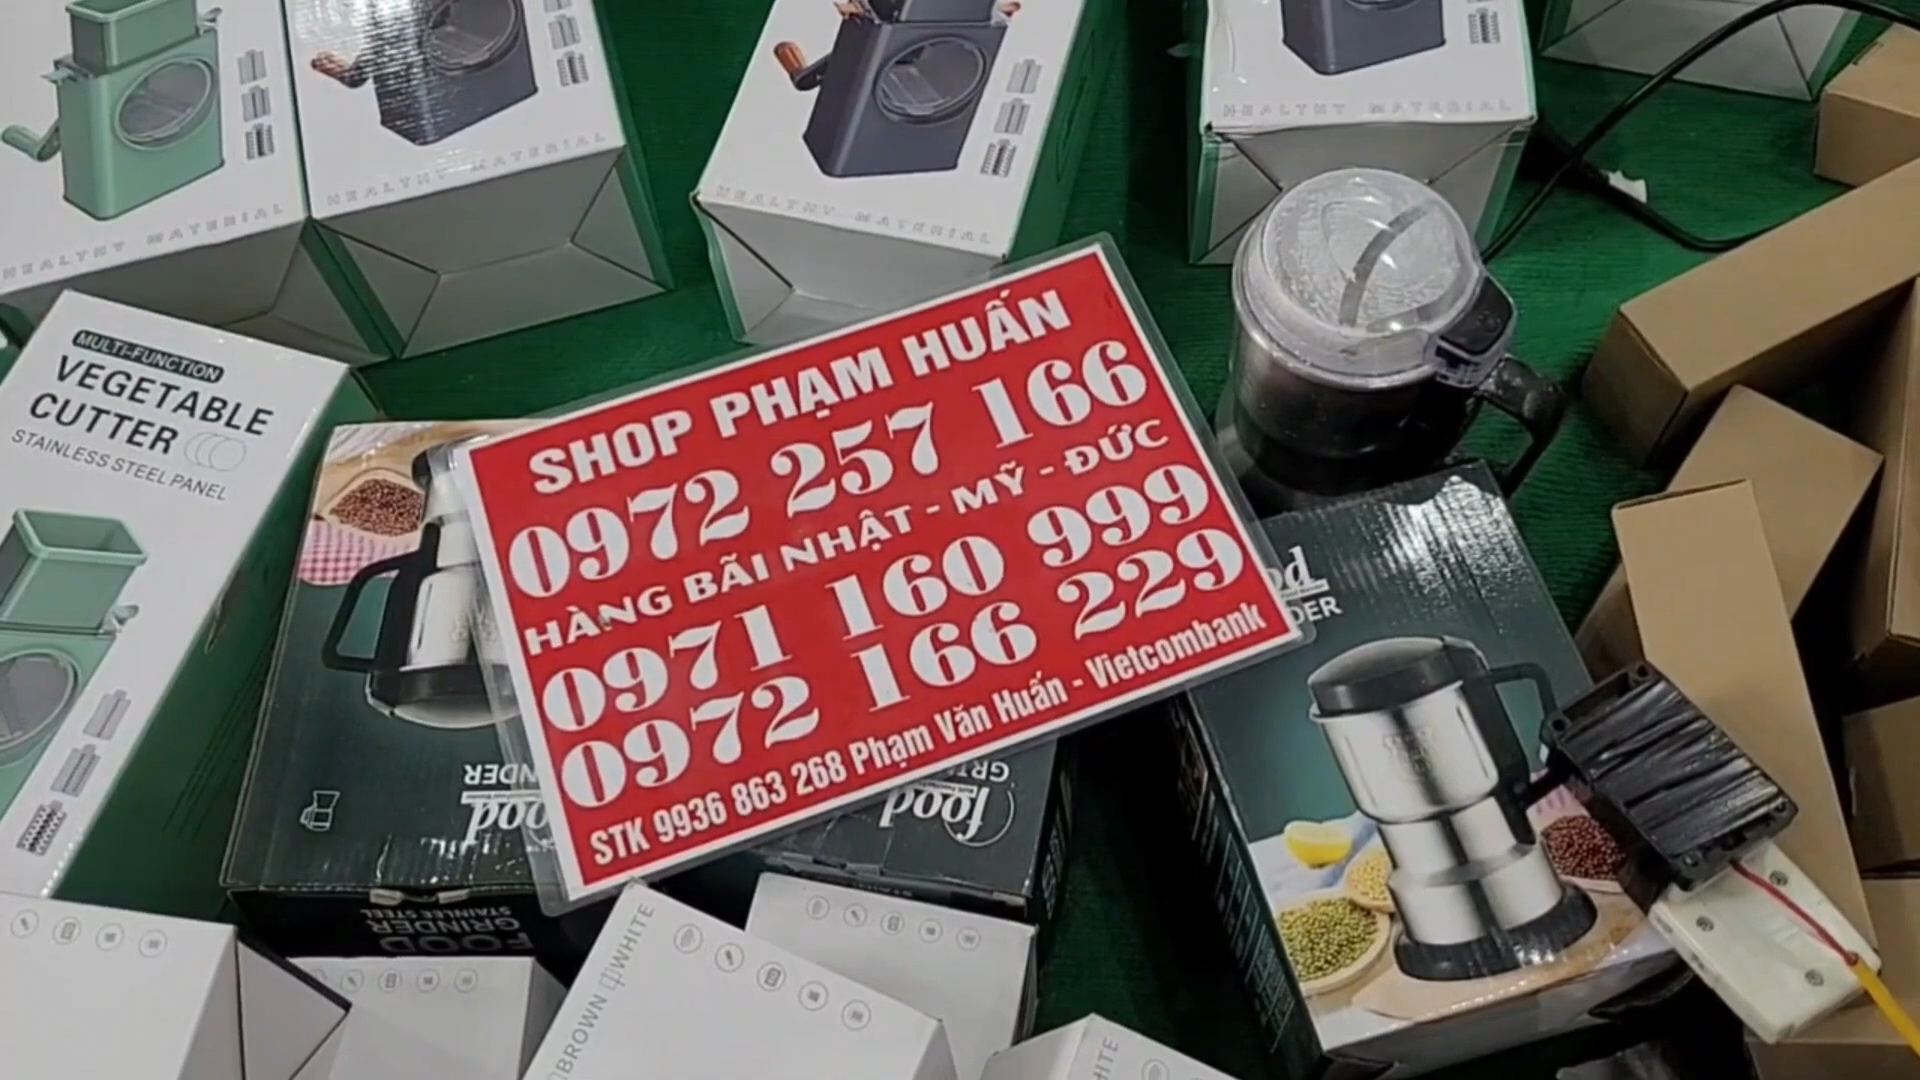 HEALTHY MATERIAL
HEALTHY MATERIAL
HEALTHY MATERIAL
HEALTHY MATERIAL
MULTI-FUNCTION
VEGETABLE
CUTTER
STAINLESS STEEL PANEL
SHOP PHẠM HUẤN
0972 257 166
HÀNG BÃI NHẬT - MỸ - ĐỨC
0971 160 999
0972 166 229
STK 9936 863 268 Phạm Văn Huấn - Vietcombank
food
FOOD
GRINDER
STAINLEE STEEL
BROWN WHITE